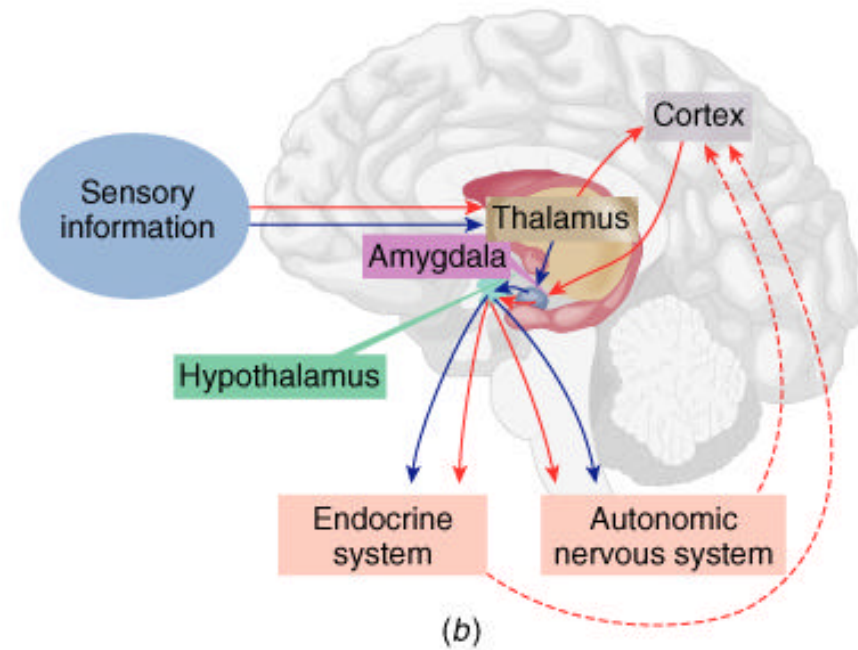 Cortex
Sensory
information
Thalamus
Amygdala
Hypothalamus
Endocrine
system
Autonomic
nervous system
(b)